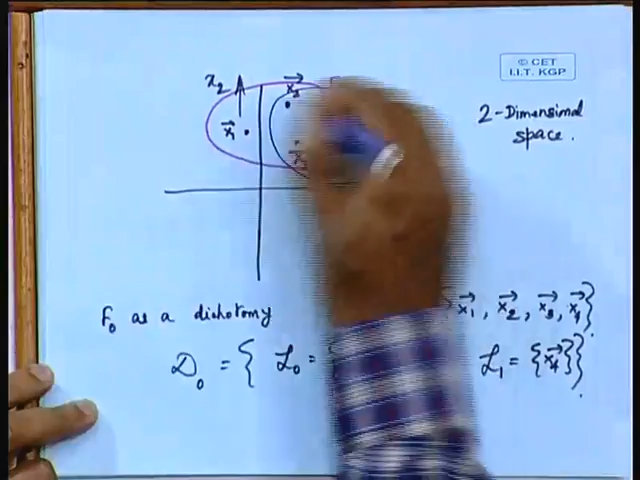 © CET
I.I.T. KGP
x₂
x⃗₃
2-Dimensional
space.
x⃗₁
F₀ as a dichotomy
x⃗₁, x⃗₂, x⃗₃, x⃗₄}.
𝒟₀ = { ℒ₀ =
ℒ₁ = {x⃗₄}}.